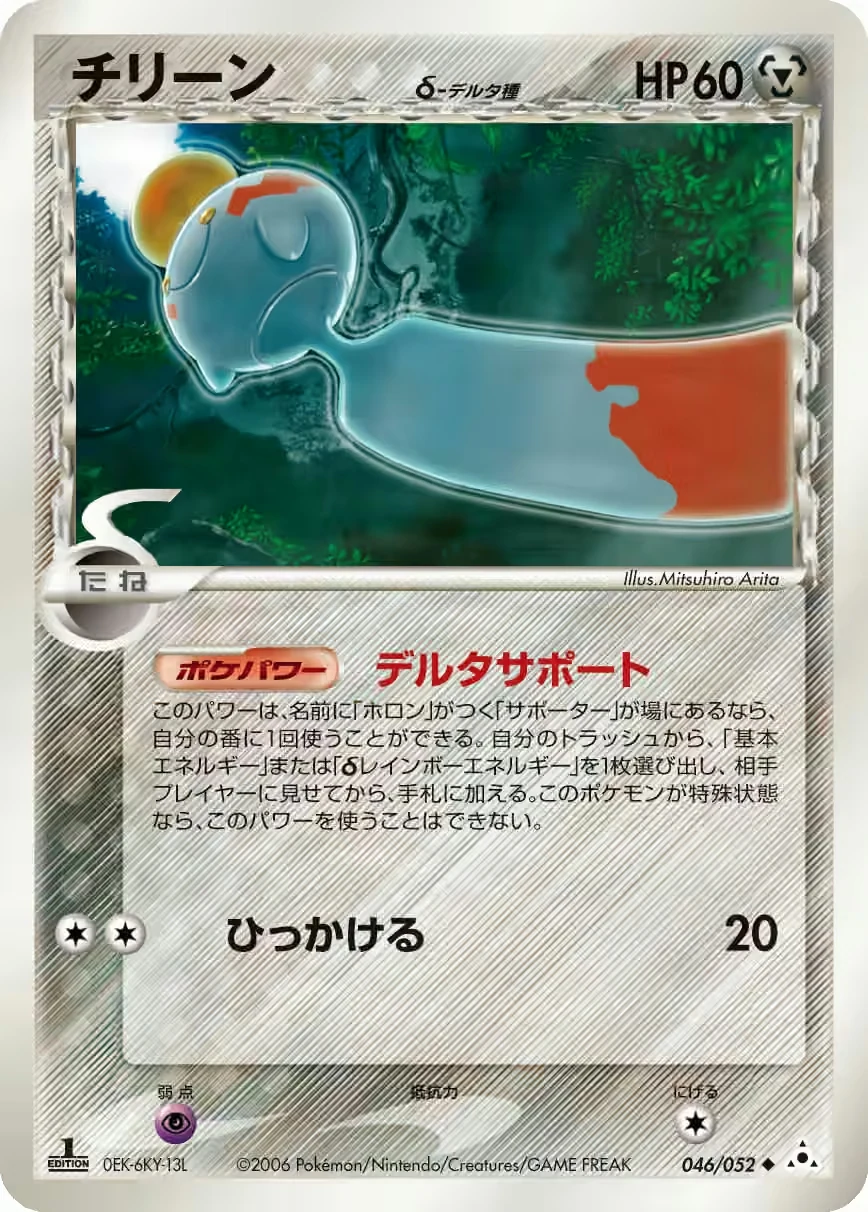 チリーン
δ-デルタ種
HP60
たね
Illus.Mitsuhiro Arita
ポケパワー デルタサポート
このパワーは、名前に「ホロン」がつく「サポーター」が場にあるなら、
自分の番に1回使うことができる。自分のトラッシュから、「基本
エネルギー」または「δレインボーエネルギー」を1枚選び出し、相手
プレイヤーに見せてから、手札に加える。このポケモンが特殊状態
なら、このパワーを使うことはできない。
ひっかける 20
弱点 抵抗力 にげる
1 EDITION 0EK-6KY-13L ©2006 Pokémon/Nintendo/Creatures/GAME FREAK 046/052